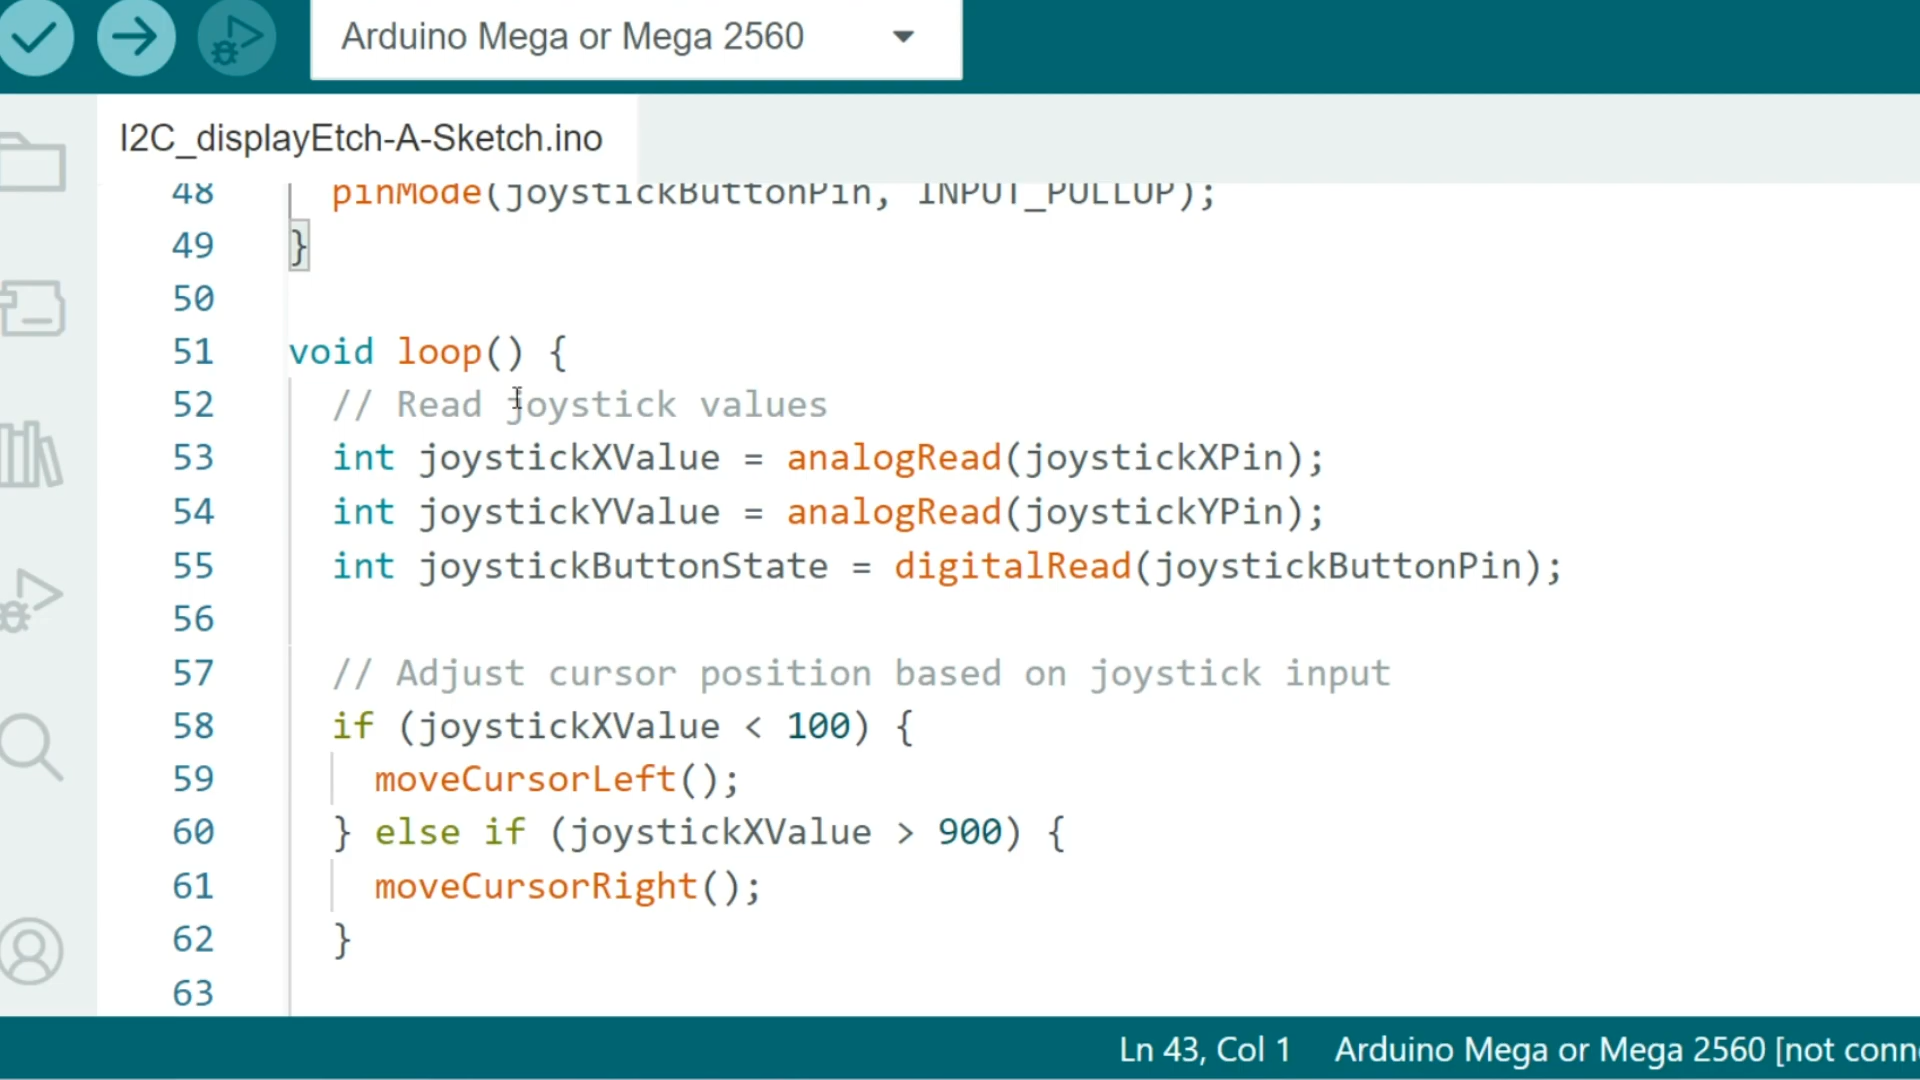 Arduino Mega or Mega 2560
I2C_displayEtch-A-Sketch.ino
48 pinMode(joystickButtonPin, INPUT_PULLUP);
49 }
50
51 void loop() {
52 // Read joystick values
53 int joystickXValue = analogRead(joystickXPin);
54 int joystickYValue = analogRead(joystickYPin);
55 int joystickButtonState = digitalRead(joystickButtonPin);
56
57 // Adjust cursor position based on joystick input
58 if (joystickXValue < 100) {
59 moveCursorLeft();
60 } else if (joystickXValue > 900) {
61 moveCursorRight();
62 }
63
Ln 43, Col 1 Arduino Mega or Mega 2560 [not conn